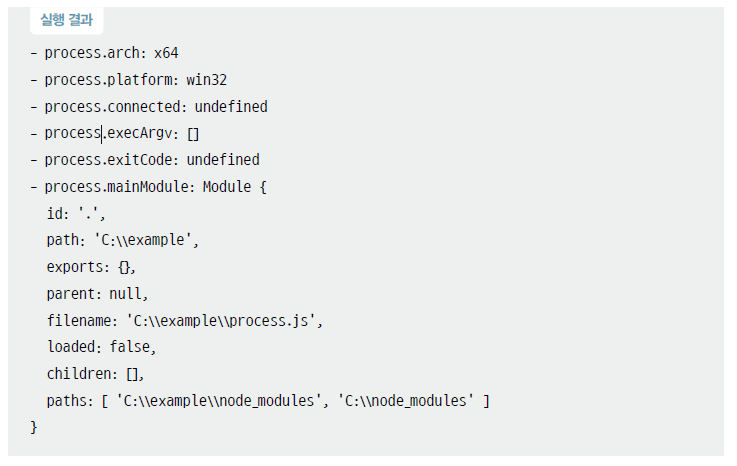 실행 결과
- process.arch: x64
- process.platform: win32
- process.connected: undefined
- process.execArgv: []
- process.exitCode: undefined
- process.mainModule: Module {
  id: '.',
  path: 'C:\\example',
  exports: {},
  parent: null,
  filename: 'C:\\example\\process.js',
  loaded: false,
  children: [],
  paths: [ 'C:\\example\\node_modules', 'C:\\node_modules' ]
}